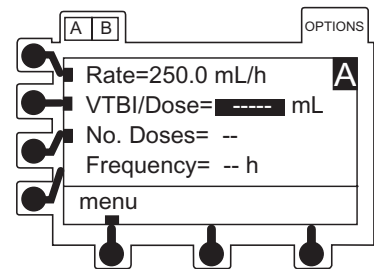 A B
OPTIONS
Rate=250.0 mL/h
A
VTBI/Dose= ----- mL
No. Doses= --
Frequency= -- h
menu